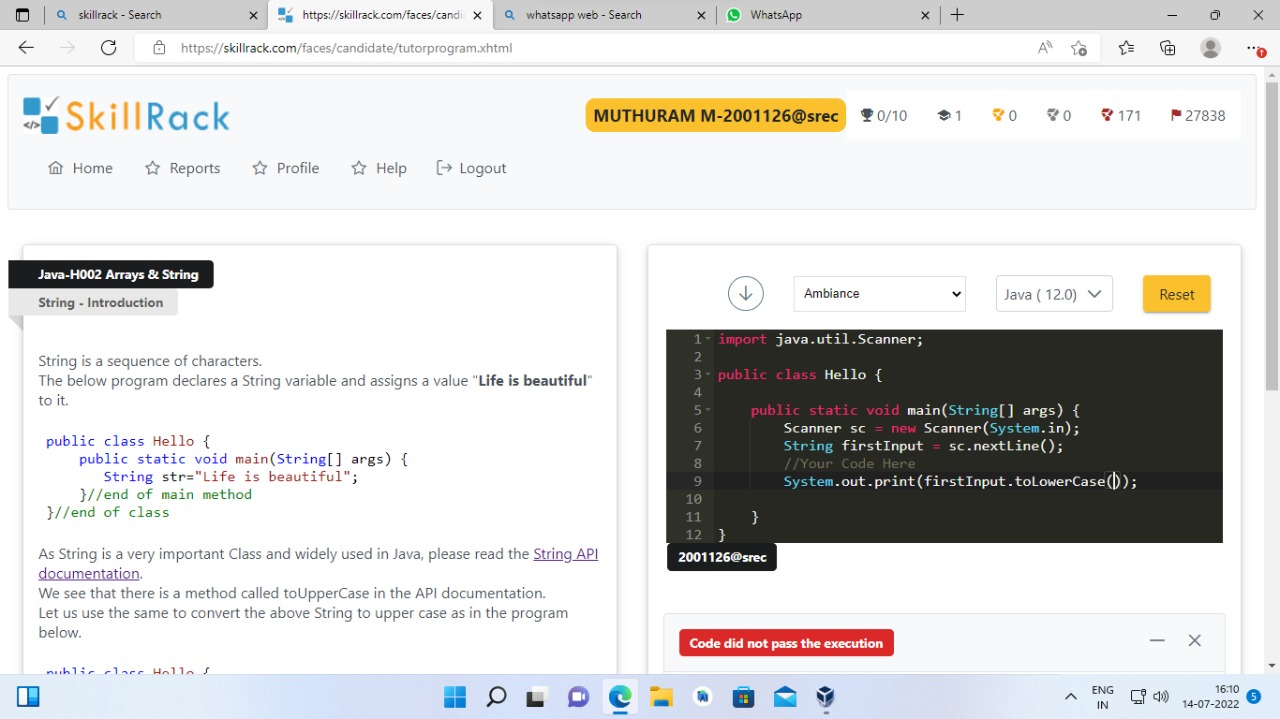 skillrack - Search
https://skillrack.com/faces/candi
whatsapp web - Search
WhatsApp
https://skillrack.com/faces/candidate/tutorprogram.xhtml
SkillRack
MUTHURAM M-2001126@srec
0/10
1
0
0
171
27838
Home
Reports
Profile
Help
Logout
Java-H002 Arrays & String
String - Introduction
String is a sequence of characters.
The below program declares a String variable and assigns a value "Life is beautiful"
to it.
public class Hello {
public static void main(String[] args) {
String str="Life is beautiful";
}//end of main method
}//end of class
As String is a very important Class and widely used in Java, please read the String API
documentation.
We see that there is a method called toUpperCase in the API documentation.
Let us use the same to convert the above String to upper case as in the program
below.
public class Hello {
Ambiance
Java ( 12.0)
Reset
1 import java.util.Scanner;
2
3 public class Hello {
4
5 public static void main(String[] args) {
6 Scanner sc = new Scanner(System.in);
7 String firstInput = sc.nextLine();
8 //Your Code Here
9 System.out.print(firstInput.toLowerCase());
10
11 }
12 }
2001126@srec
Code did not pass the execution
ENG
IN
16:10
14-07-2022
5